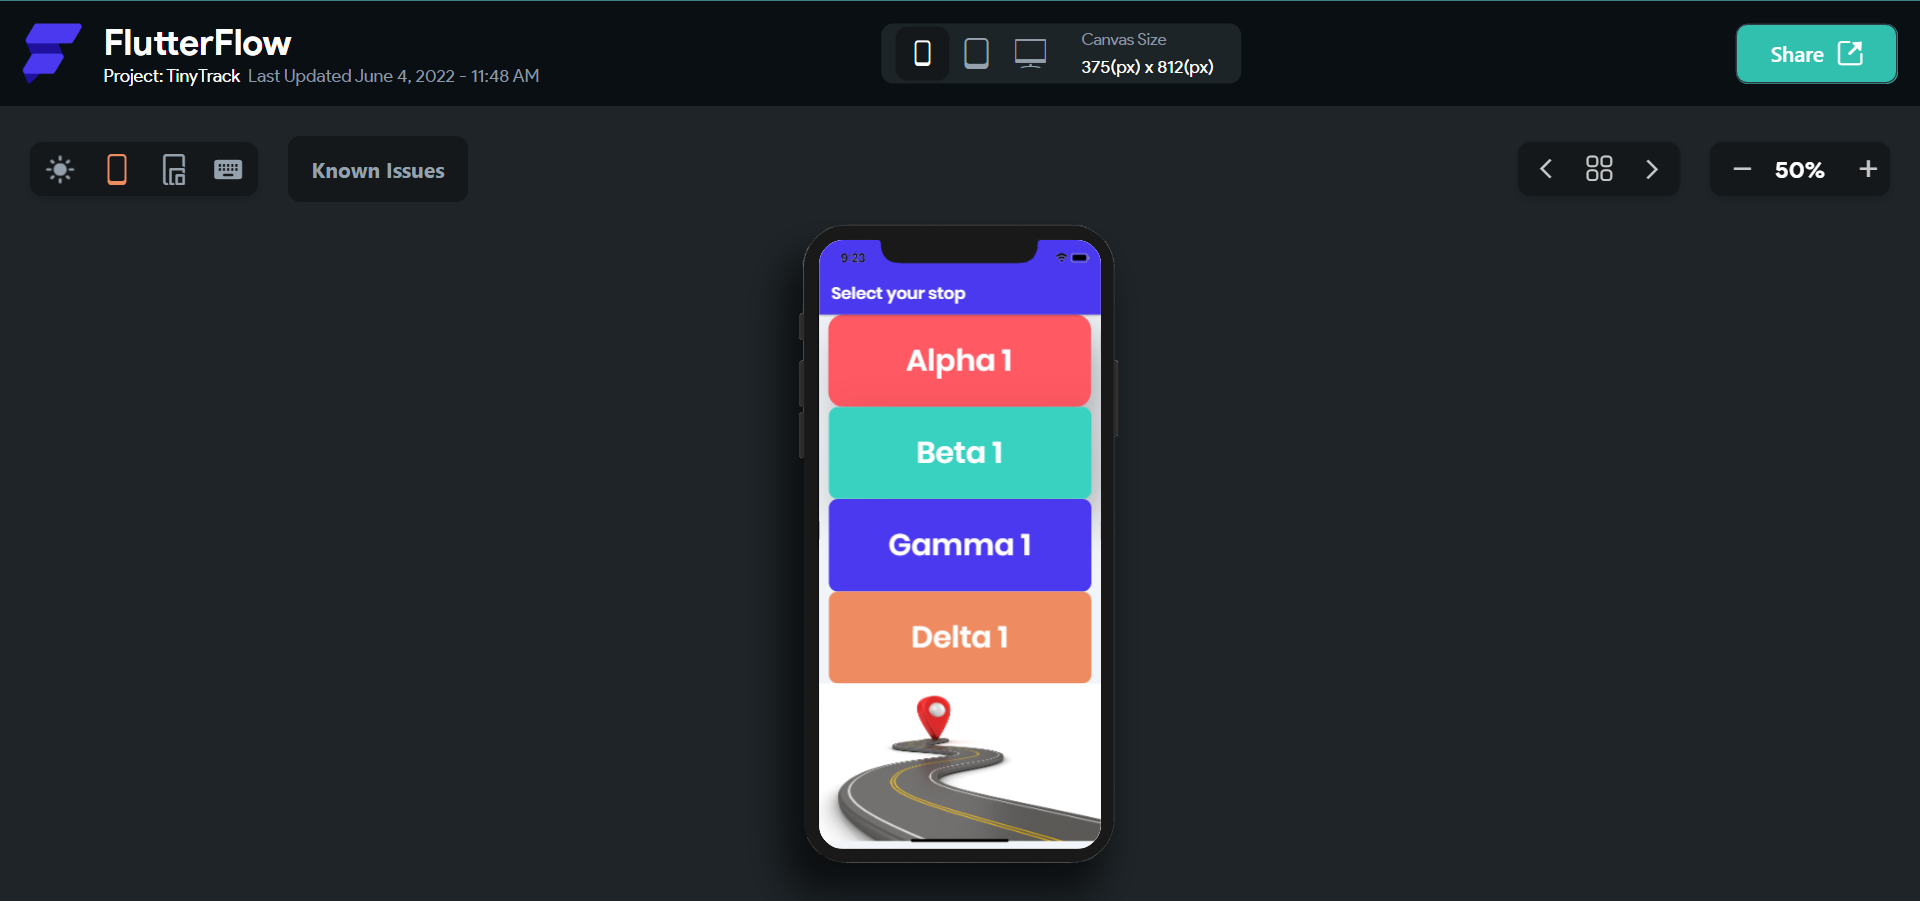 FlutterFlow
Project: TinyTrack Last Updated June 4, 2022 - 11:48 AM
Canvas Size
375(px) x 812(px)
Share
Known Issues
50%
9:23
Select your stop
Alpha 1
Beta 1
Gamma 1
Delta 1